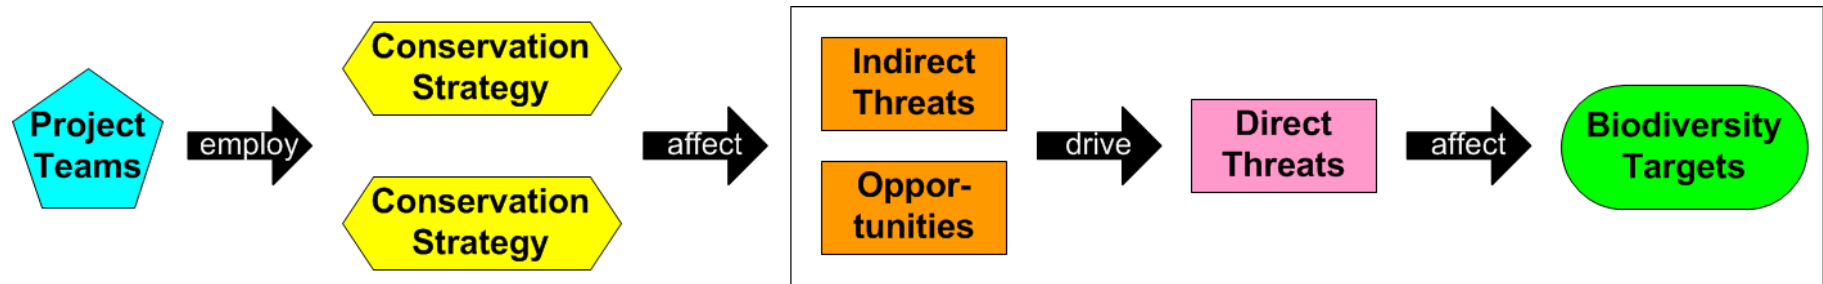 Project
Teams
employ
Conservation
Strategy
Conservation
Strategy
affect
Indirect
Threats
Oppor-
tunities
drive
Direct
Threats
affect
Biodiversity
Targets